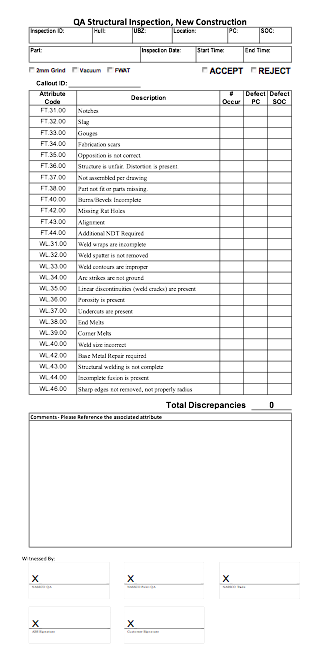 QA Structural Inspection, New Construction
Inspection ID: Hull: UBZ: Location: PC: SOC:
Part: Inspection Date: Start Time: End Time:
2mm Grind Vacuum FWAT ACCEPT REJECT
Callout ID:
Attribute Code Description # Occur Defect PC Defect SOC
FT.31.00 Notches
FT.32.00 Slag
FT.33.00 Gouges
FT.34.00 Fabrication scars
FT.35.00 Opposition is not correct
FT.36.00 Structure is unfair. Distortion is present
FT.37.00 Not assembled per drawing
FT.38.00 Part not fit or parts missing.
FT.40.00 Burns/Bevels Incomplete
FT.42.00 Missing Rat Holes
FT.43.00 Alignment
FT.44.00 Additional NDT Required
WL.31.00 Weld wraps are incomplete
WL.32.00 Weld spatter is not removed
WL.33.00 Weld contours are improper
WL.34.00 Arc strikes are not ground
WL.35.00 Linear discontinuities (weld cracks) are present
WL.36.00 Porosity is present
WL.37.00 Undercuts are present
WL.38.00 End Melts
WL.39.00 Corner Melts
WL.40.00 Weld size incorrect
WL.42.00 Base Metal Repair required
WL.43.00 Structural welding is not complete
WL.44.00 Incomplete fusion is present
WL.46.00 Sharp edges not removed, not properly radius
Total Discrepancies 0
Comments - Please Reference the associated attribute
Witnessed By:
X X X
X X